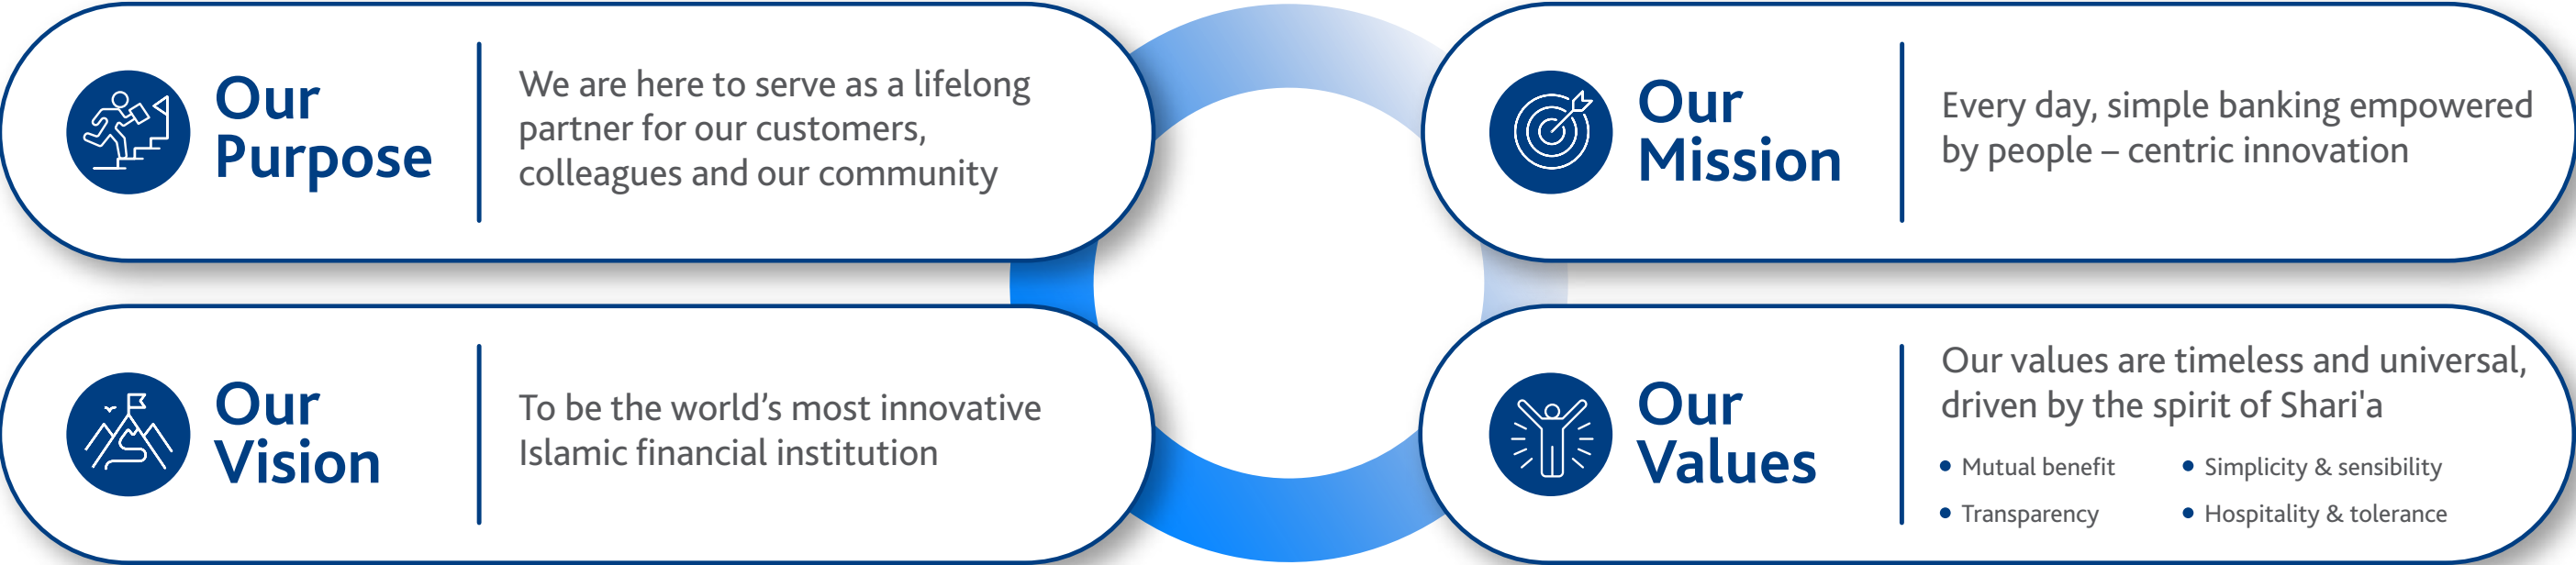 Our
Purpose
We are here to serve as a lifelong
partner for our customers,
colleagues and our community
Our
Mission
Every day, simple banking empowered
by people – centric innovation
Our
Vision
To be the world’s most innovative
Islamic financial institution
Our
Values
Our values are timeless and universal,
driven by the spirit of Shari'a
• Mutual benefit
• Simplicity & sensibility
• Transparency
• Hospitality & tolerance